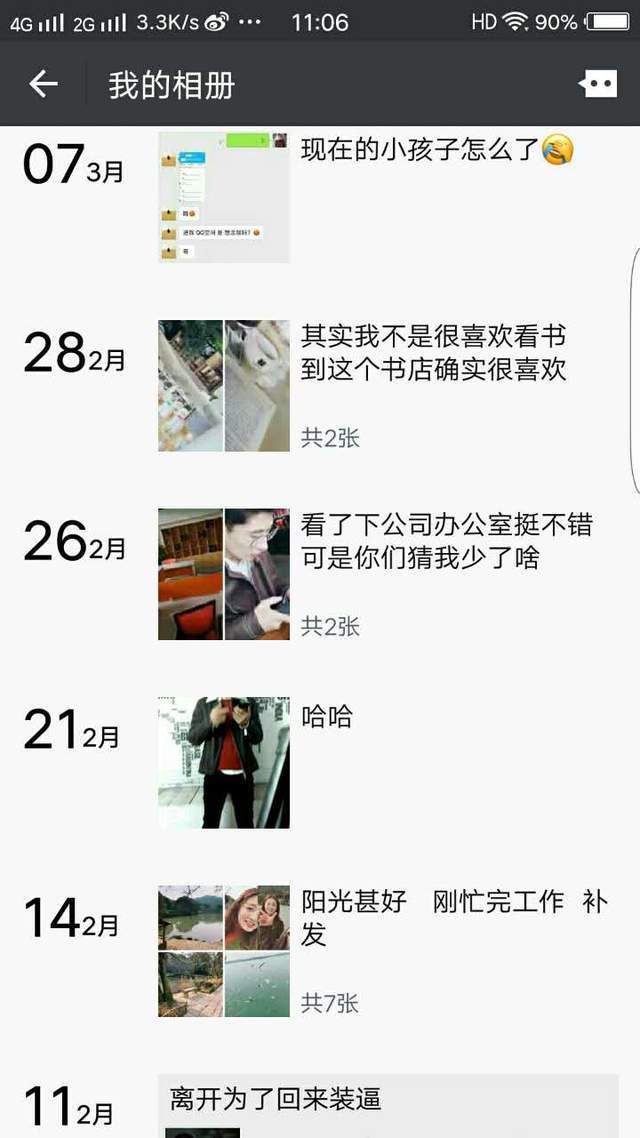 4G 2G 3.3K/s 11:06 HD 90%
我的相册
07 3月
现在的小孩子怎么了😂
28 2月
其实我不是很喜欢看书
到这个书店确实很喜欢
共2张
26 2月
看了下公司办公室挺不错
可是你们猜我少了啥
共2张
21 2月
哈哈
14 2月
阳光甚好 刚忙完工作 补
发
共7张
11 2月
离开为了回来装逼